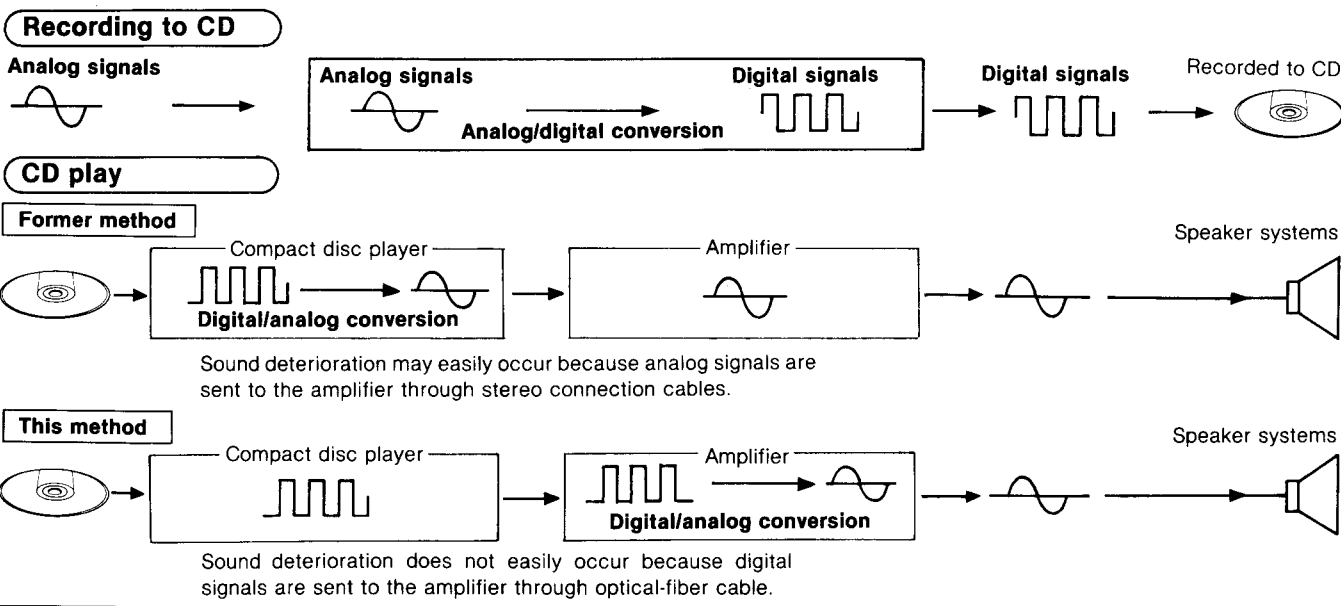 Recording to CD
Analog signals
Analog signals
Digital signals
Analog/digital conversion
Digital signals
Recorded to CD
CD play
Former method
Compact disc player
Digital/analog conversion
Amplifier
Speaker systems
Sound deterioration may easily occur because analog signals are
sent to the amplifier through stereo connection cables.
This method
Compact disc player
Amplifier
Digital/analog conversion
Speaker systems
Sound deterioration does not easily occur because digital
signals are sent to the amplifier through optical-fiber cable.